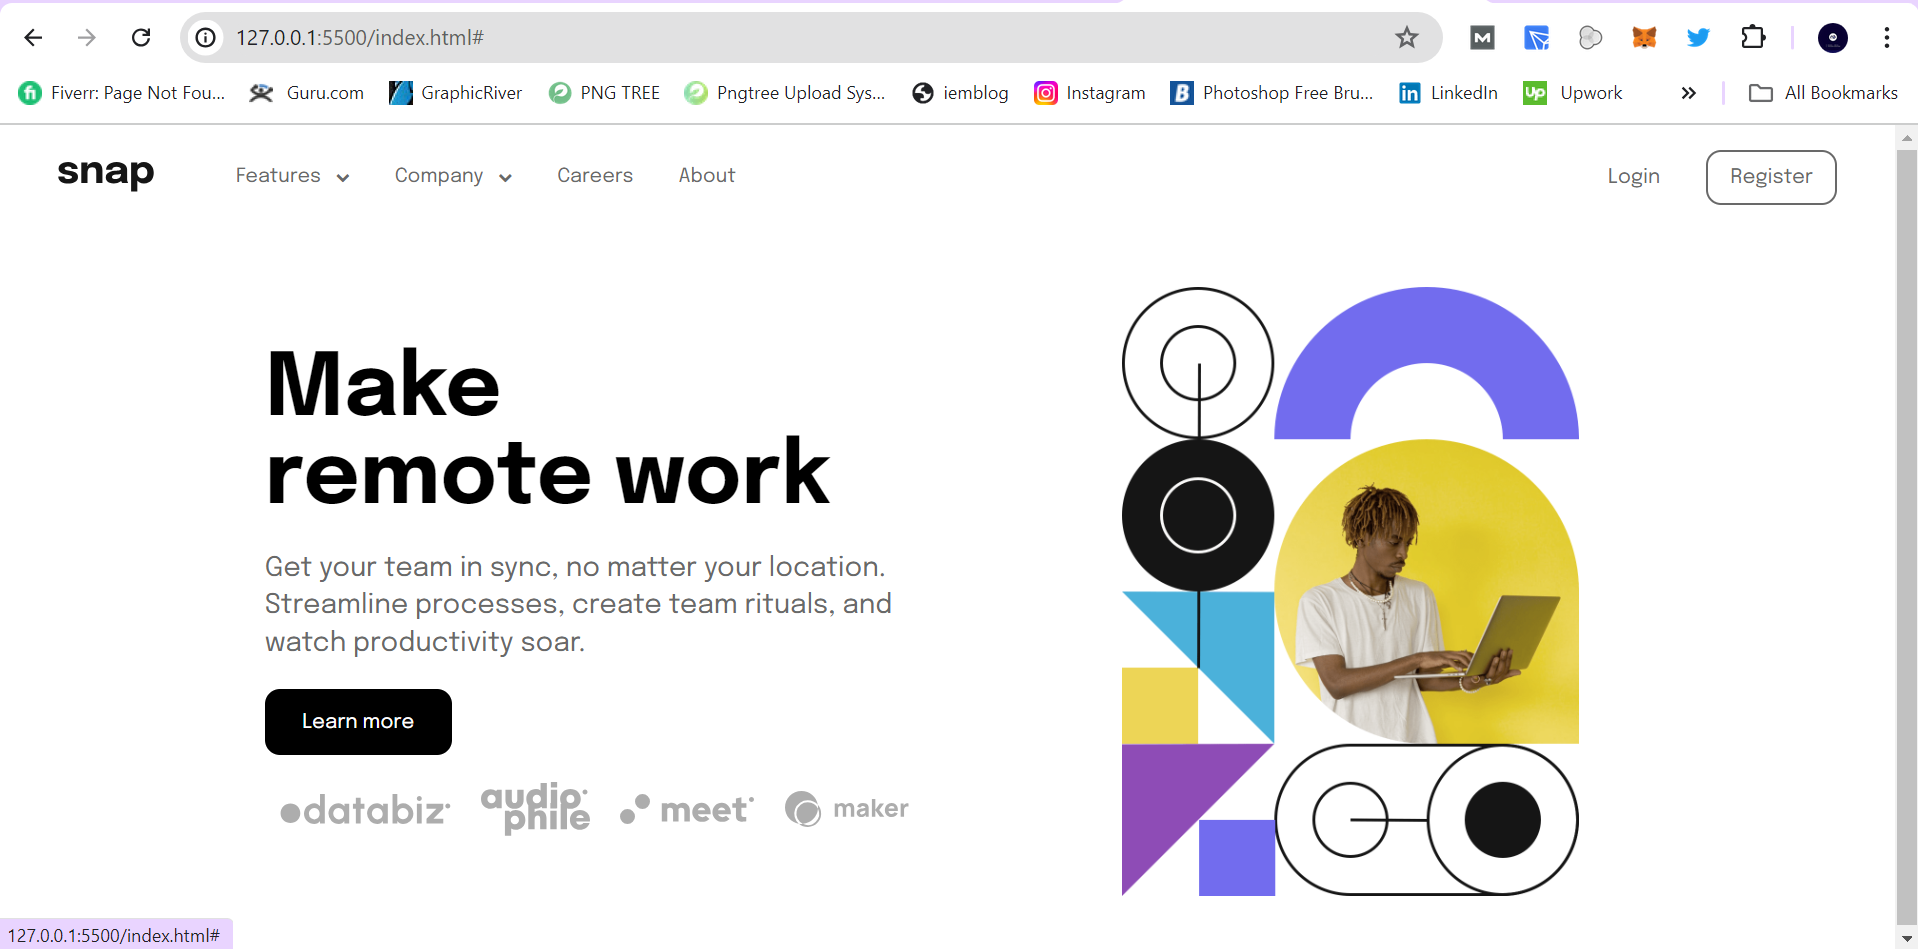 127.0.0.1:5500/index.html#
Fiverr: Page Not Fou... Guru.com GraphicRiver PNG TREE Pngtree Upload Sys... iemblog Instagram Photoshop Free Bru... LinkedIn Upwork » All Bookmarks
snap Features Company Careers About Login Register
Make
remote work
Get your team in sync, no matter your location.
Streamline processes, create team rituals, and
watch productivity soar.
Learn more
databiz audiophile meet maker
127.0.0.1:5500/index.html#